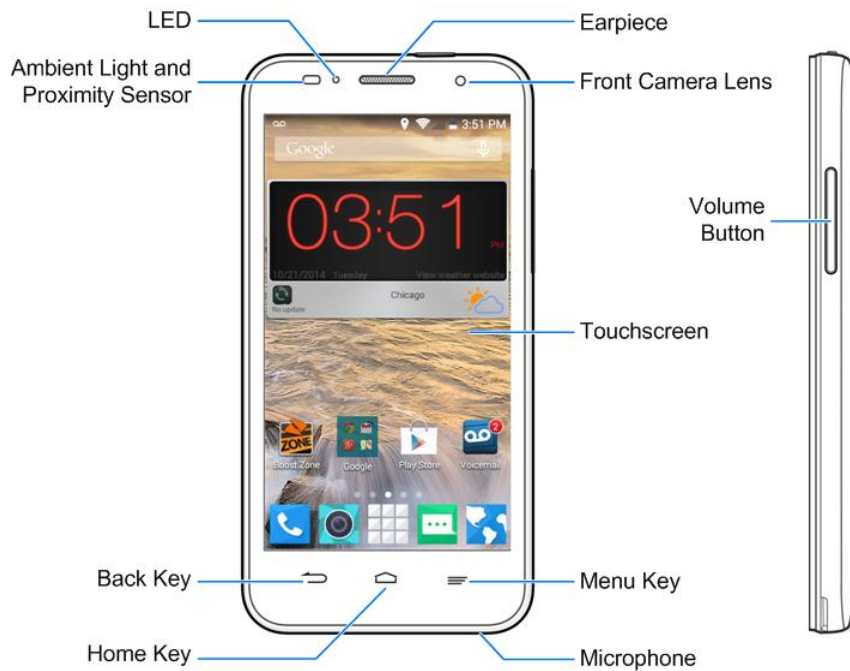 LED
Earpiece
Ambient Light and
Proximity Sensor
Front Camera Lens
3:51 PM
Google
03:51
PM
10/21/2014 Tuesday View weather website
No update
Chicago
Volume
Button
Touchscreen
ZONE
2
Boost Zone Google Play Store Voicemail
Back Key
Menu Key
Home Key
Microphone